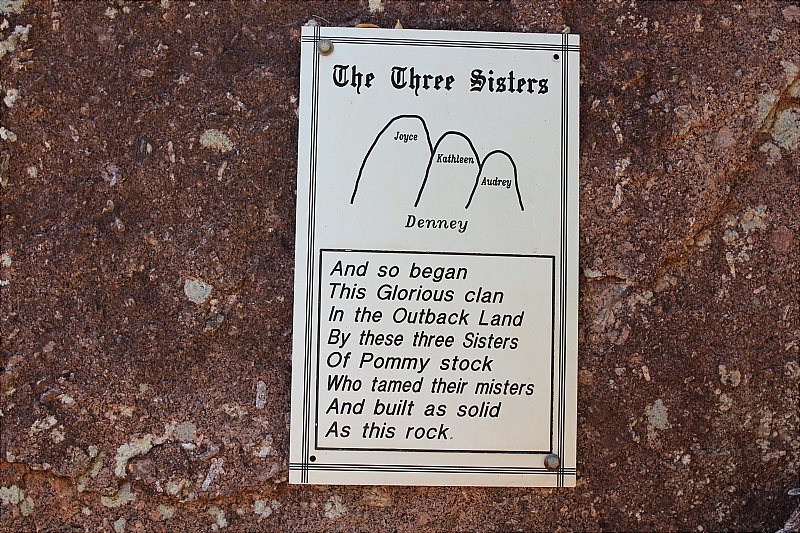 The Three Sisters
Joyce
Kathleen
Audrey
Denney
And so began
This Glorious clan
In the Outback Land
By these three Sisters
Of Pommy stock
Who tamed their misters
And built as solid
As this rock.